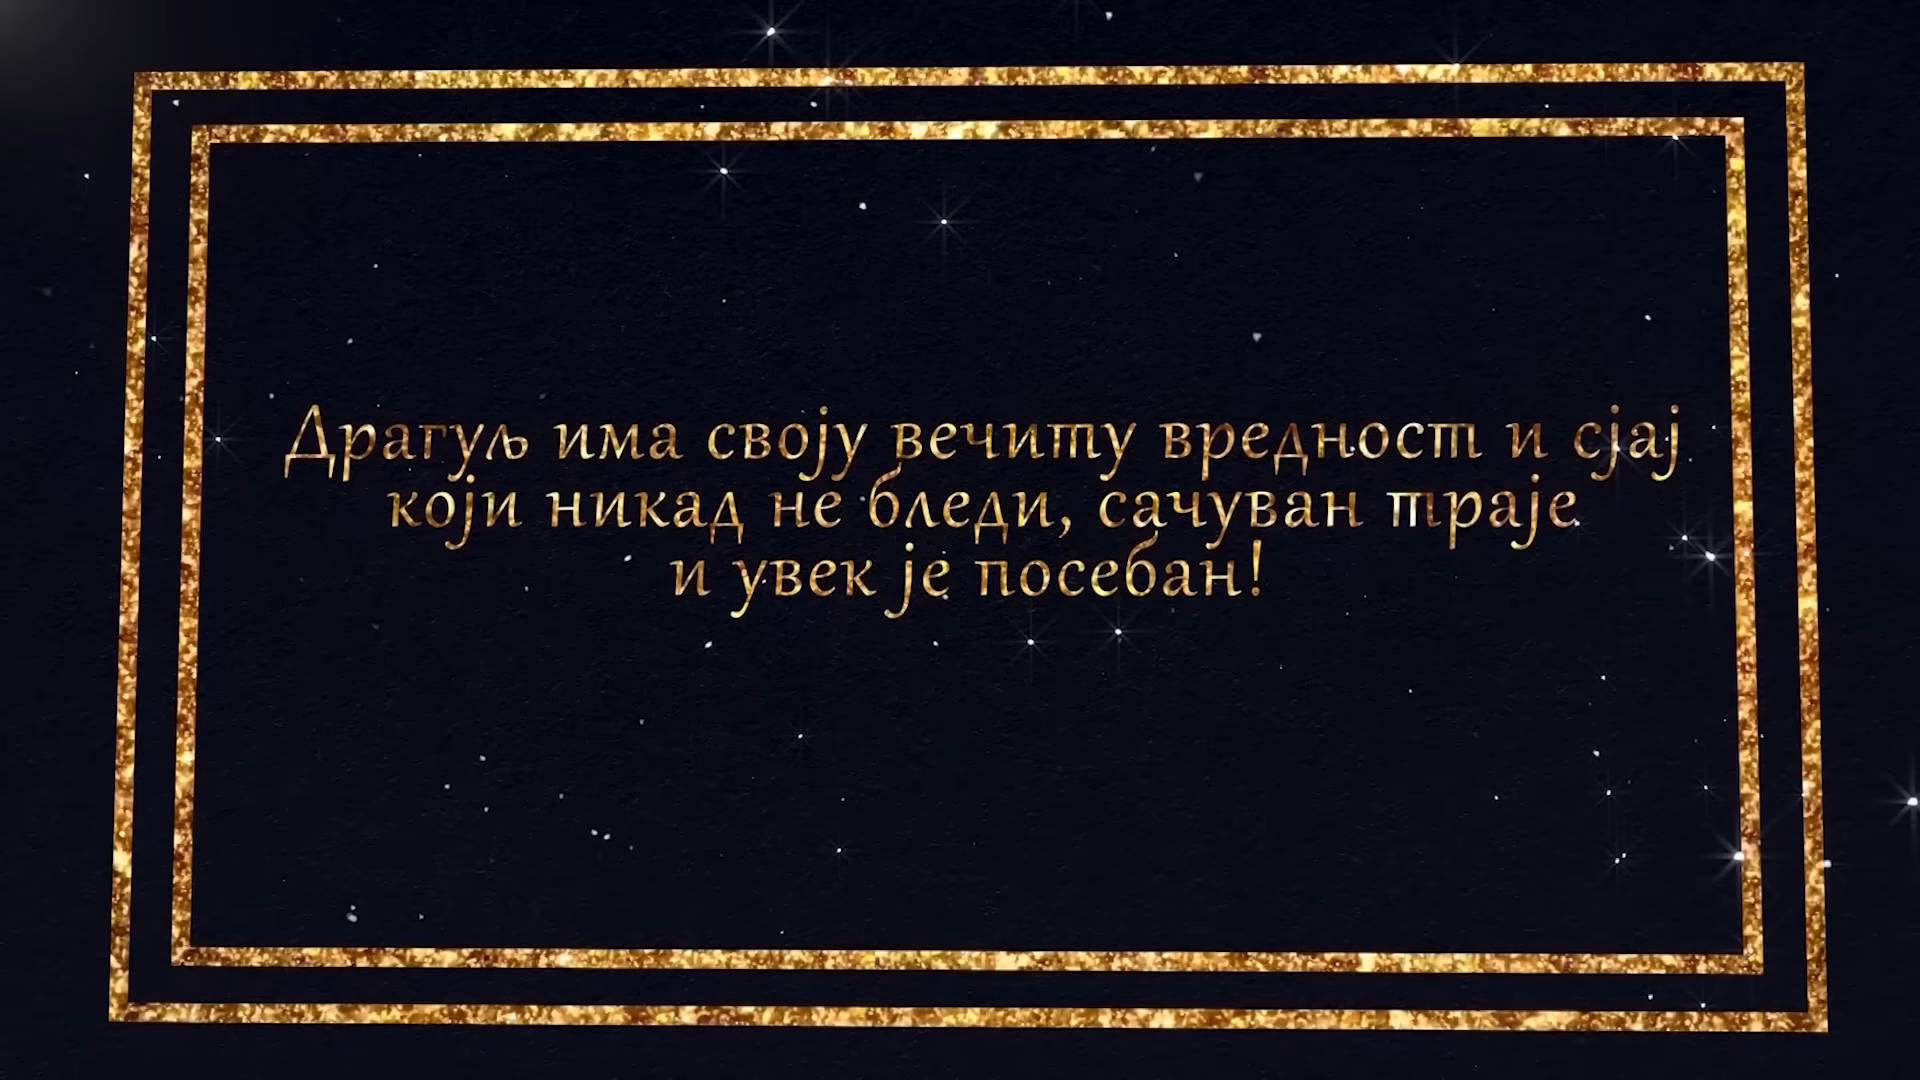 Драгуљ има своју вечиту вредност и сјај
који никад не бледи, сачуван траје
и увек је посебан!